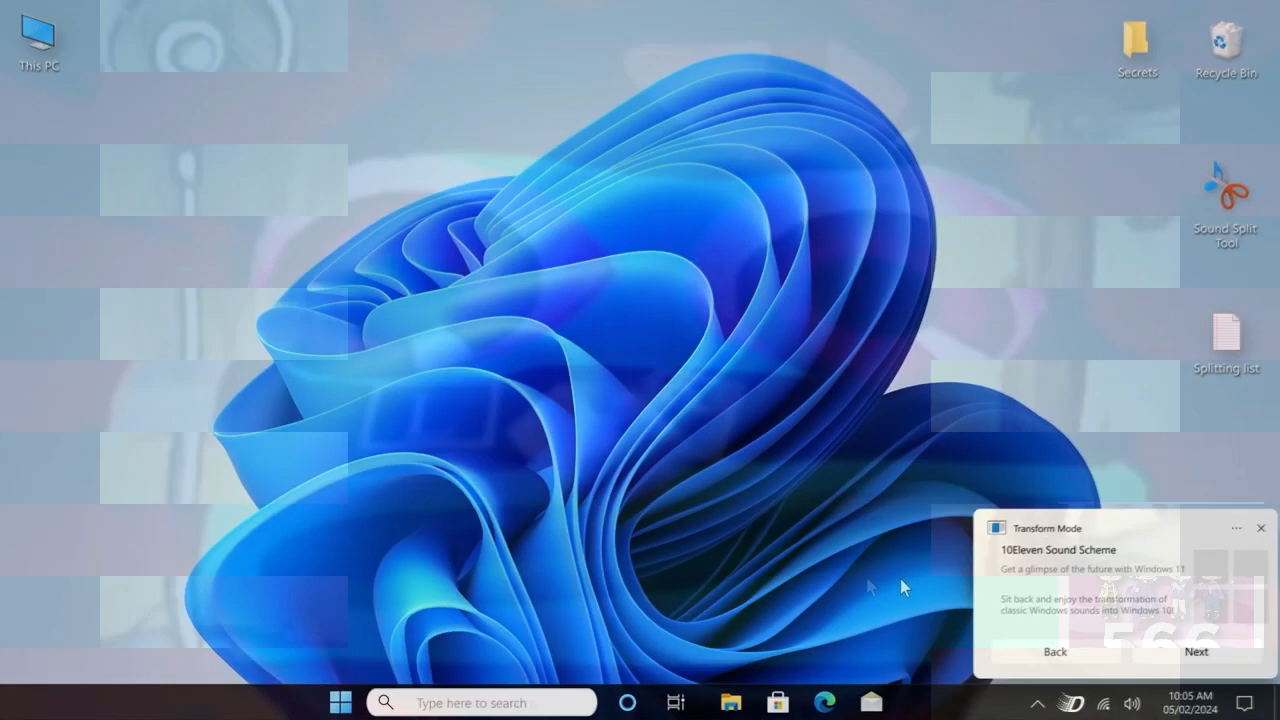 This PC
Secrets
Recycle Bin
Sound Split
Tool
Splitting list
Transform Mode
10Eleven Sound Scheme
Get a glimpse of the future with Windows 11
Sit back and enjoy the transformation of
classic Windows sounds into Windows 10!
566
Back
Next
Type here to search
10:05 AM
05/02/2024